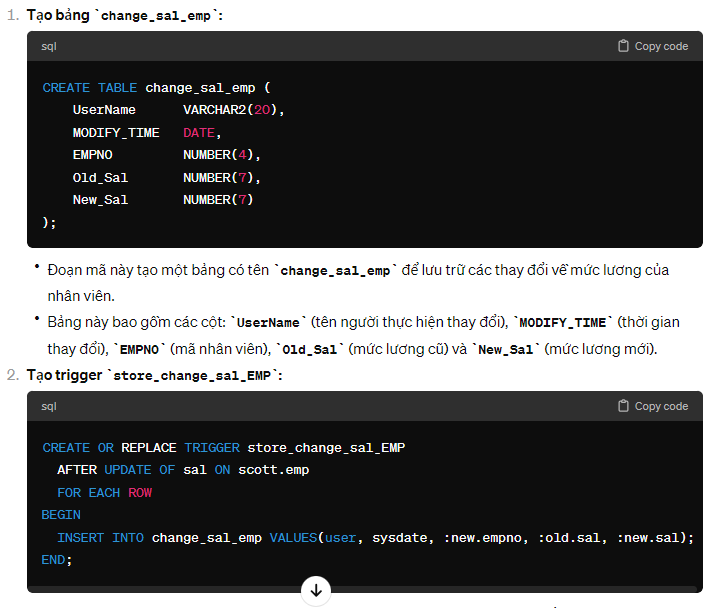 1. Tạo bảng `change_sal_emp`:
sql Copy code
CREATE TABLE change_sal_emp (
UserName VARCHAR2(20),
MODIFY_TIME DATE,
EMPNO NUMBER(4),
Old_Sal NUMBER(7),
New_Sal NUMBER(7)
);
• Đoạn mã này tạo một bảng có tên `change_sal_emp` để lưu trữ các thay đổi về mức lương của
nhân viên.
• Bảng này bao gồm các cột: `UserName` (tên người thực hiện thay đổi), `MODIFY_TIME` (thời gian
thay đổi), `EMPNO` (mã nhân viên), `Old_Sal` (mức lương cũ) và `New_Sal` (mức lương mới).
2. Tạo trigger `store_change_sal_EMP`:
sql Copy code
CREATE OR REPLACE TRIGGER store_change_sal_EMP
AFTER UPDATE OF sal ON scott.emp
FOR EACH ROW
BEGIN
INSERT INTO change_sal_emp VALUES(user, sysdate, :new.empno, :old.sal, :new.sal);
END;